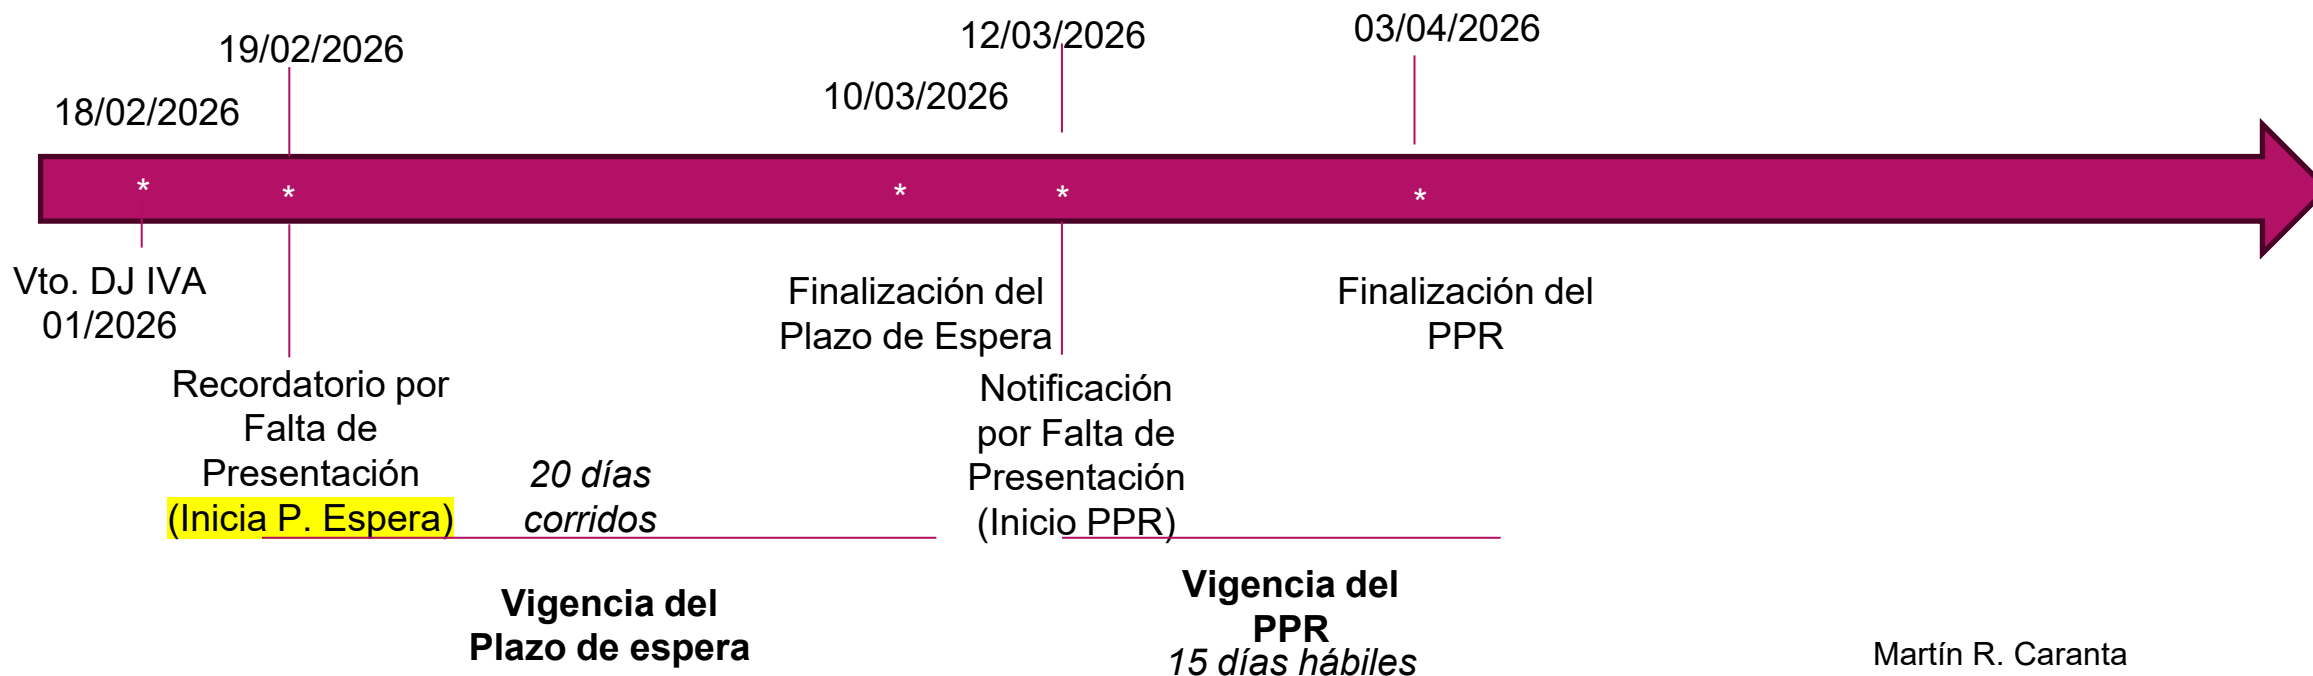 19/02/2026
12/03/2026
03/04/2026
18/02/2026
10/03/2026
* * * * *
Vto. DJ IVA
01/2026
Finalización del
Plazo de Espera
Finalización del
PPR
Recordatorio por
Falta de
Presentación
(Inicia P. Espera)
20 días
corridos
Notificación
por Falta de
Presentación
(Inicio PPR)
Vigencia del
Plazo de espera
Vigencia del
PPR
15 días hábiles
Martín R. Caranta